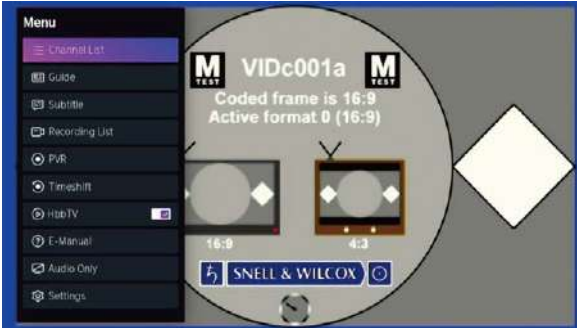 Menu
Channel List
Guide
Subtitle
Recording List
PVR
Timeshift
HbbTV
E-Manual
Audio Only
Settings
M
TEST
VIDc001a
M
TEST
Coded frame is 16:9
Active format 0 (16:9)
16:9
4:3
SNELL & WILCOX